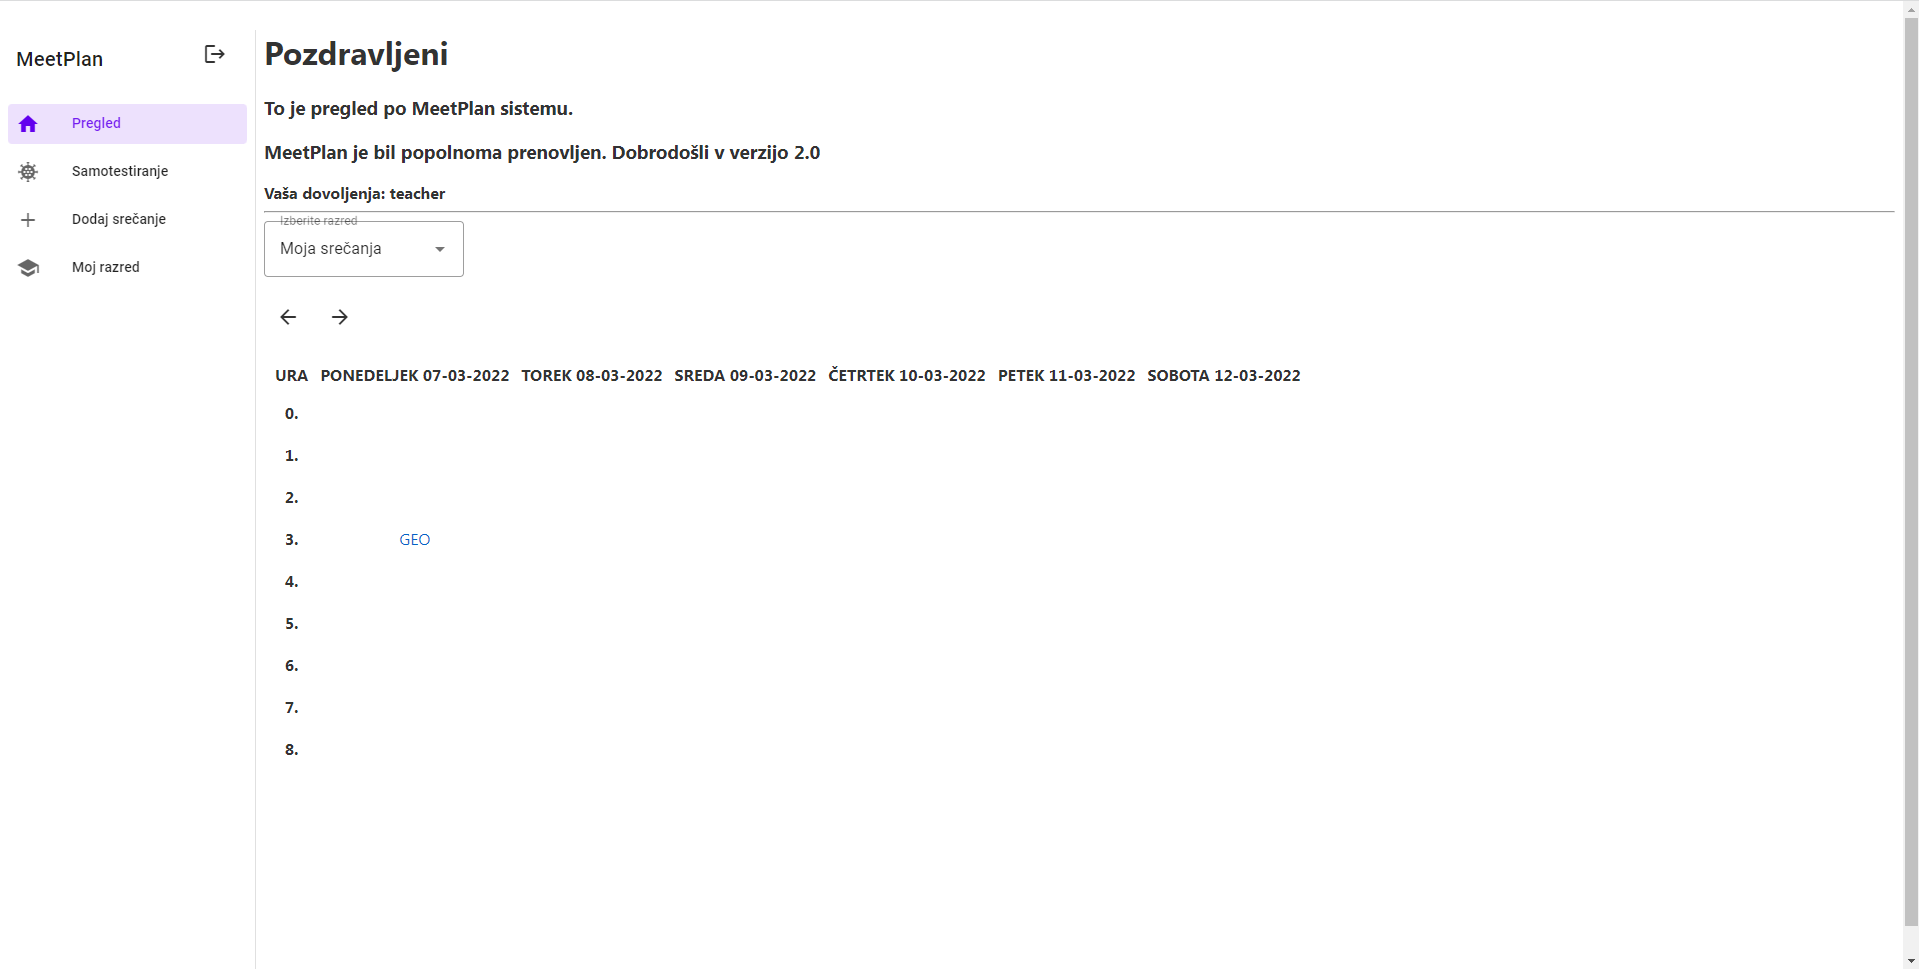 MeetPlan
Pregled
Samotestiranje
Dodaj srečanje
Moj razred
Pozdravljeni
To je pregled po MeetPlan sistemu.
MeetPlan je bil popolnoma prenovljen. Dobrodošli v verzijo 2.0
Vaša dovoljenja: teacher
Izberite razred
Moja srečanja
URA PONEDELJEK 07-03-2022 TOREK 08-03-2022 SREDA 09-03-2022 ČETRTEK 10-03-2022 PETEK 11-03-2022 SOBOTA 12-03-2022
0.
1.
2.
3. GEO
4.
5.
6.
7.
8.